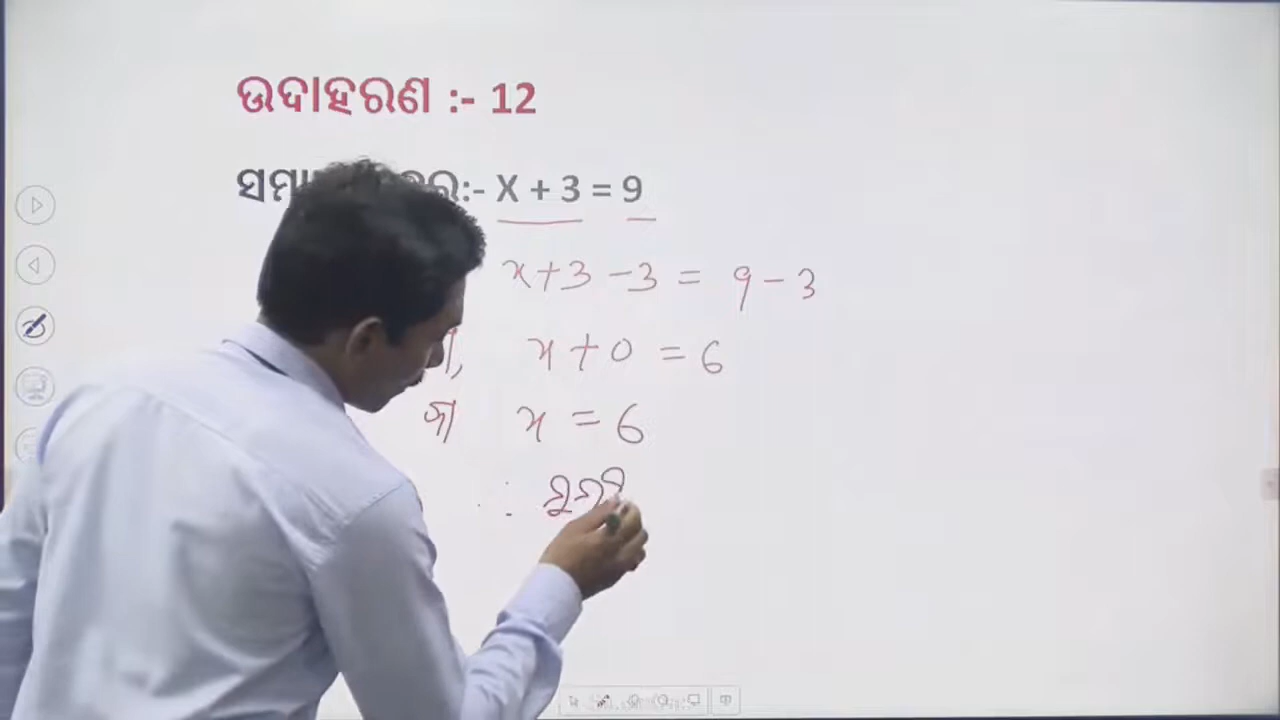 ଉଦାହରଣ :- 12
X + 3 = 9
x + 3 - 3 = 9 - 3
x + 0 = 6
ବା x = 6